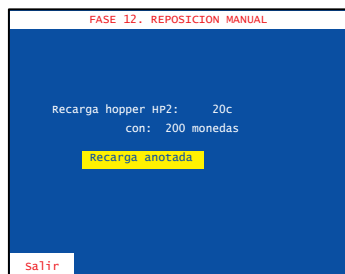 FASE 12. REPOSICION MANUAL
Recarga hopper HP2: 20c
con: 200 monedas
Recarga anotada
Salir